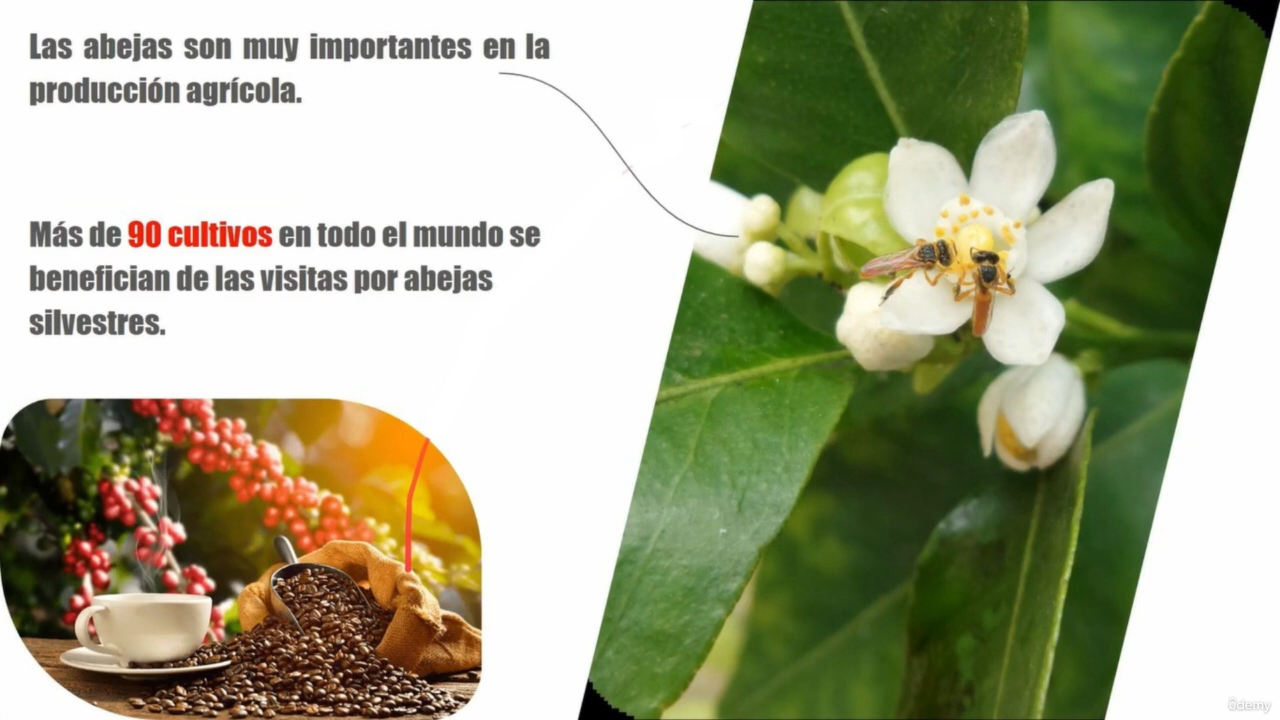 Las abejas son muy importantes en la
producción agrícola.
Más de 90 cultivos en todo el mundo se
benefician de las visitas por abejas
silvestres.
ûdemy